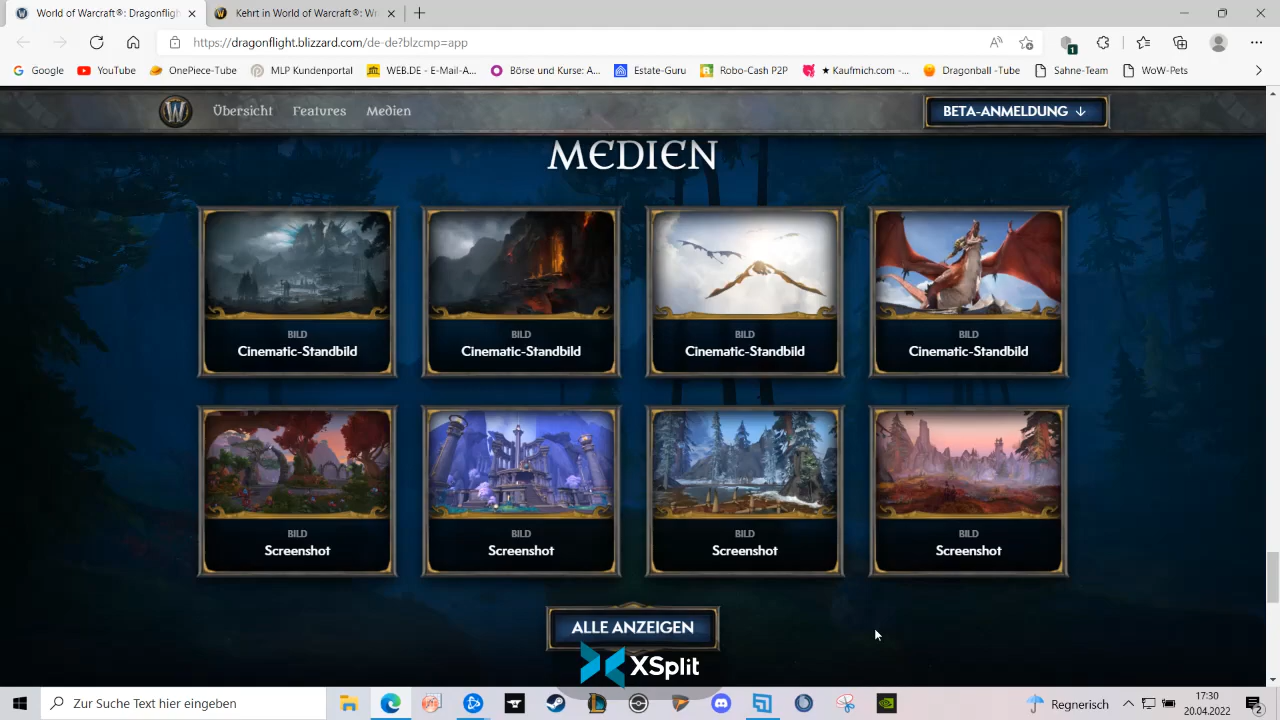 World of Warcraft®: Dragonflight
Kehrt in World of Warcraft®: Wr
https://dragonflight.blizzard.com/de-de?blzcmp=app
Google YouTube OnePiece-Tube MLP Kundenportal WEB.DE - E-Mail-A... Börse und Kurse: A... Estate-Guru Robo-Cash P2P ★ Kaufmich.com -... Dragonball -Tube Sahne-Team WoW-Pets
Übersicht Features Medien BETA-ANMELDUNG
MEDIEN
BILD BILD BILD BILD
Cinematic-Standbild Cinematic-Standbild Cinematic-Standbild Cinematic-Standbild
BILD BILD BILD BILD
Screenshot Screenshot Screenshot Screenshot
ALLE ANZEIGEN
XSplit
Zur Suche Text hier eingeben
Regnerisch
17:30
20.04.2022
2